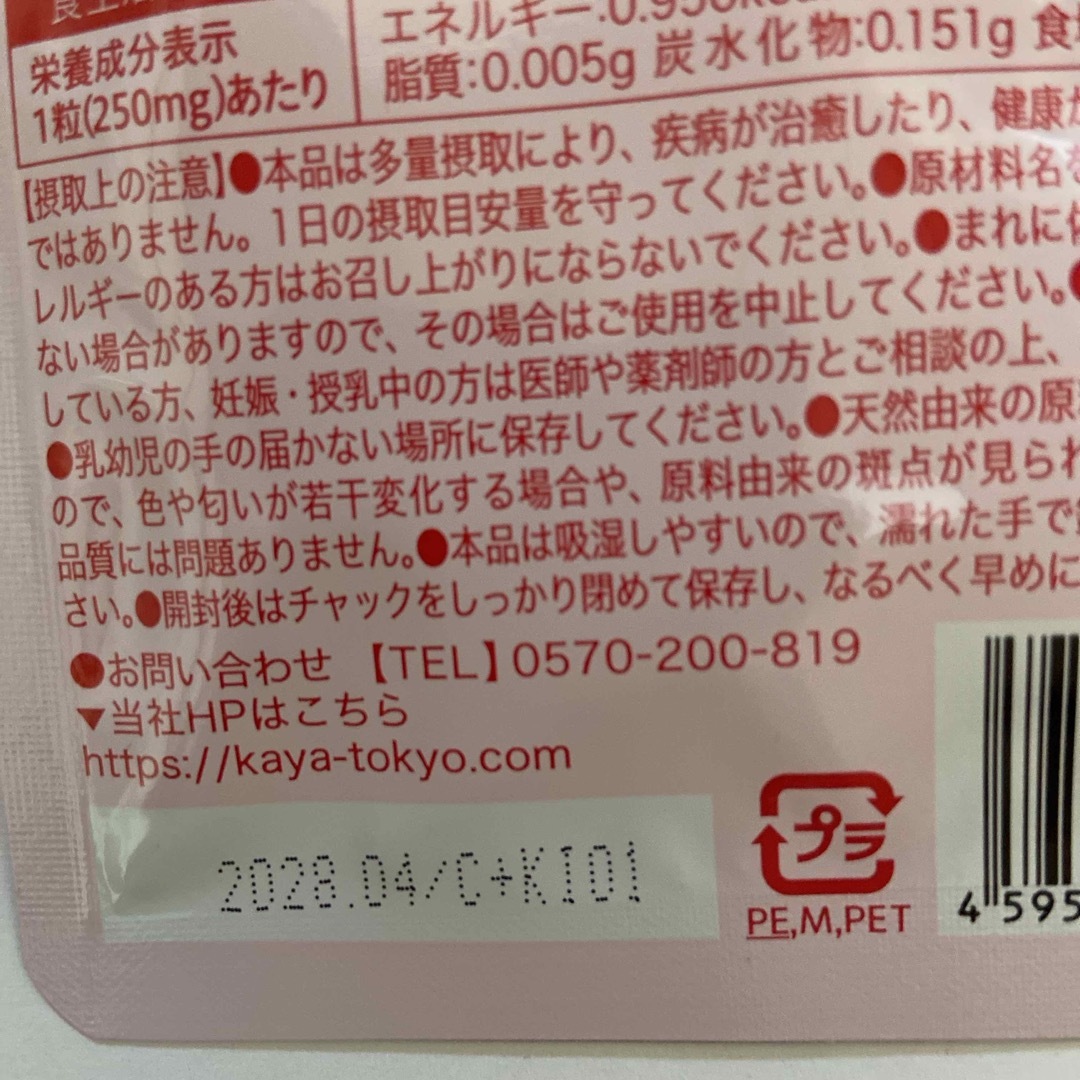 栄養成分表示
1粒(250mg)あたり
エネルギー:0.95
脂質:0.005g 炭水化物:0.151g 食
【摂取上の注意】●本品は多量摂取により、疾病が治癒したり、健康
ではありません。1日の摂取目安量を守ってください。●原材料名
レルギーのある方はお召し上がりにならないでください。●まれに
ない場合がありますので、その場合はご使用を中止してください。●
している方、妊娠・授乳中の方は医師や薬剤師の方とご相談の上、
●乳幼児の手の届かない場所に保存してください。●天然由来の原
ので、色や匂いが若干変化する場合や、原料由来の斑点が見られ
品質には問題ありません。●本品は吸湿しやすいので、濡れた手で
さい。●開封後はチャックをしっかり閉めて保存し、なるべく早めに
●お問い合わせ 【TEL】0570-200-819
▼当社HPはこちら
https://kaya-tokyo.com
2028.04/C+K101
プラ
PE,M,PET
4 595